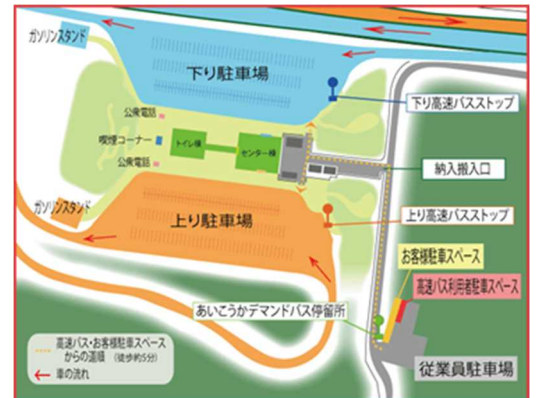 ガソリンスタンド
下り駐車場
下り高速バスストップ
公衆電話
喫煙コーナー
トイレ棟
センター棟
公衆電話
納入搬入口
ガソリンスタンド
上り駐車場
上り高速バスストップ
お客様駐車スペース
高速バス利用者駐車スペース
あいこうかデマンドバス停留所
高速バス・お客様駐車スペース
からの道順 (徒歩約5分)
車の流れ
従業員駐車場